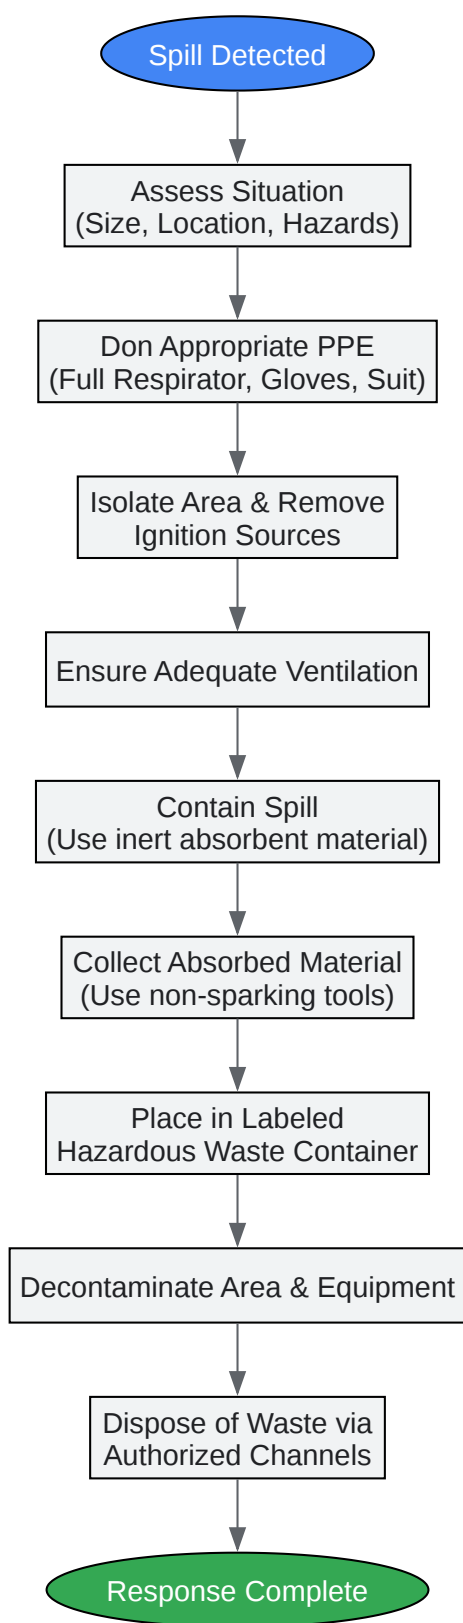 Spill Detected
Assess Situation
(Size, Location, Hazards)
Don Appropriate PPE
(Full Respirator, Gloves, Suit)
Isolate Area & Remove
Ignition Sources
Ensure Adequate Ventilation
Contain Spill
(Use inert absorbent material)
Collect Absorbed Material
(Use non-sparking tools)
Place in Labeled
Hazardous Waste Container
Decontaminate Area & Equipment
Dispose of Waste via
Authorized Channels
Response Complete